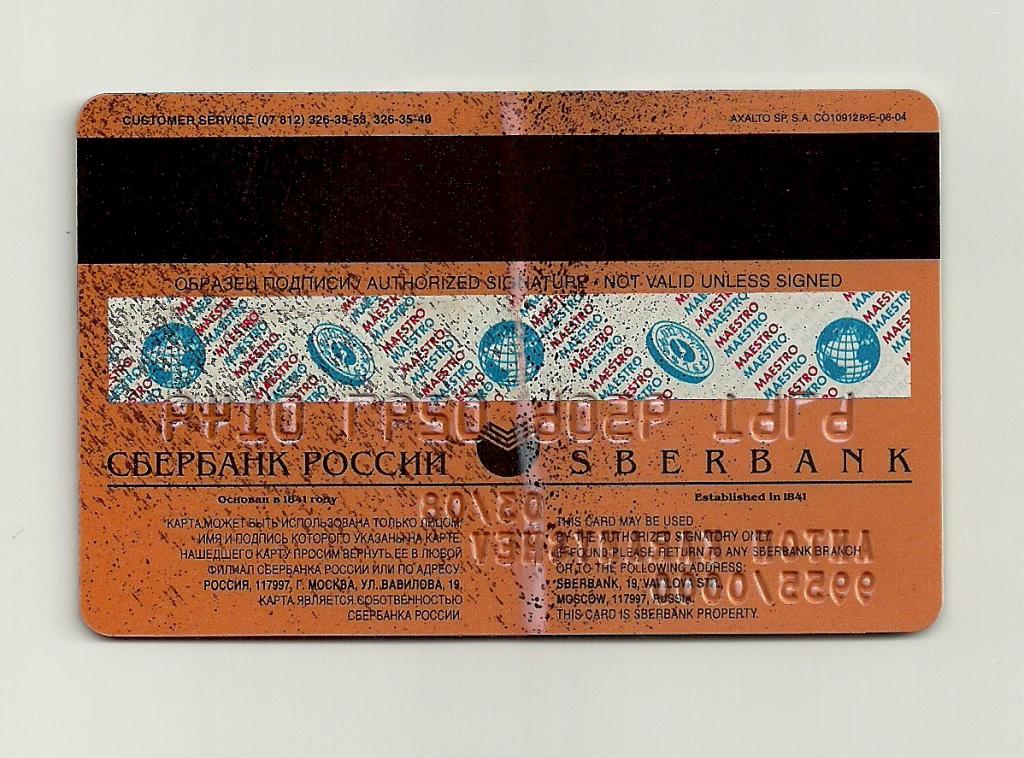 CUSTOMER SERVICE (07 812) 326-35-53, 326-35-40
AXALTO SP, S.A. CO109128-E-08-04
ОБРАЗЕЦ ПОДПИСИ / AUTHORIZED SIGNATURE · NOT VALID UNLESS SIGNED
MAESTRO MAESTRO MAESTRO MAESTRO
СБЕРБАНК РОССИИ
SBERBANK
Основан в 1841 году
Established in 1841
КАРТА МОЖЕТ БЫТЬ ИСПОЛЬЗОВАНА ТОЛЬКО ЛИЦОМ,
ИМЯ И ПОДПИСЬ КОТОРОГО УКАЗАНЫ НА КАРТЕ.
НАШЕДШЕГО КАРТУ ПРОСИМ ВЕРНУТЬ ЕЕ В ЛЮБОЙ
ФИЛИАЛ СБЕРБАНКА РОССИИ ИЛИ ПО АДРЕСУ:
РОССИЯ, 117997, Г. МОСКВА, УЛ. ВАВИЛОВА, 19.
КАРТА ЯВЛЯЕТСЯ СОБСТВЕННОСТЬЮ
СБЕРБАНКА РОССИИ.
THIS CARD MAY BE USED
BY THE AUTHORIZED SIGNATORY ONLY.
IF FOUND, PLEASE RETURN TO ANY SBERBANK BRANCH
OR TO THE FOLLOWING ADDRESS:
SBERBANK, 19, VAVILOVA STR.,
MOSCOW, 117997, RUSSIA.
THIS CARD IS SBERBANK PROPERTY.